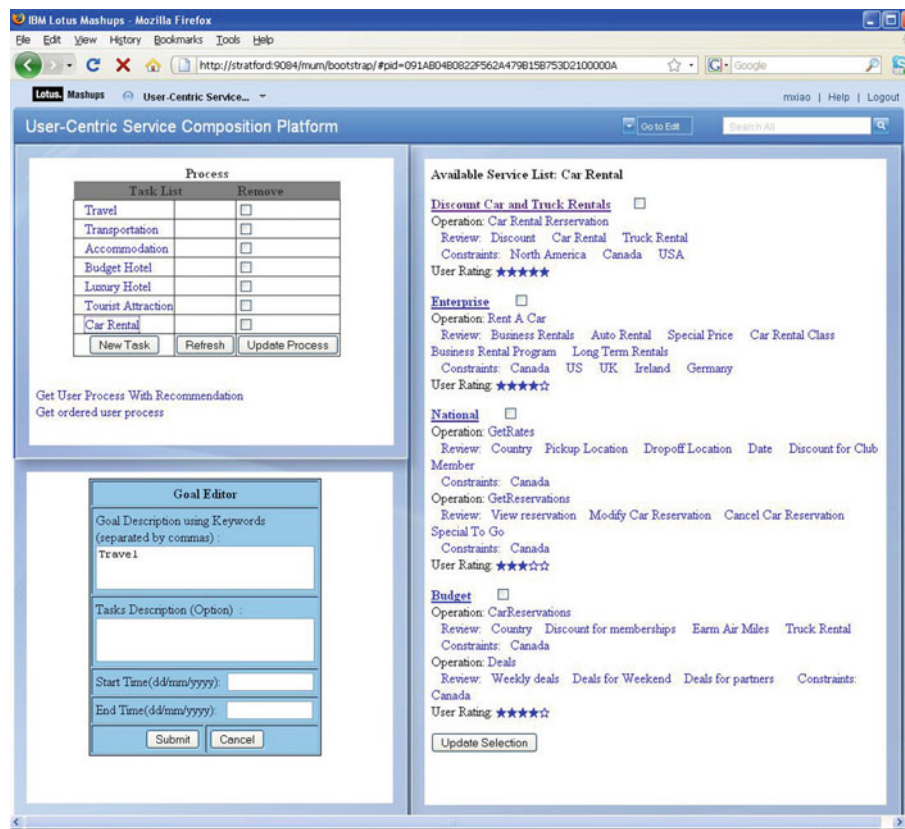 IBM Lotus Mashups - Mozilla Firefox
File Edit View History Bookmarks Tools Help
http://stratford:9084/mum/bootstrap/#pid=091AB04B0B22F562A479B15B753D2100000A
Google
Lotus. Mashups User-Centric Service...
mxiao | Help | Logout
User-Centric Service Composition Platform
Go to Edit
Search All
Process
Task List Remove
Travel
Transportation
Accommodation
Budget Hotel
Luxury Hotel
Tourist Attraction
Car Rental
New Task Refresh Update Process
Get User Process With Recommendation
Get ordered user process
Goal Editor
Goal Description using Keywords
(separated by commas) :
Travel
Tasks Description (Option) :
Start Time(dd/mm/yyyy):
End Time(dd/mm/yyyy):
Submit Cancel
Available Service List: Car Rental
Discount Car and Truck Rentals
Operation: Car Rental Rerservation
Review: Discount Car Rental Truck Rental
Constraints: North America Canada USA
User Rating: ★★★★★
Enterprise
Operation: Rent A Car
Review: Business Rentals Auto Rental Special Price Car Rental Class
Business Rental Program Long Term Rentals
Constraints: Canada US UK Ireland Germany
User Rating: ★★★★☆
National
Operation: GetRates
Review: Country Pickup Location Dropoff Location Date Discount for Club
Member
Constraints: Canada
Operation: GetReservations
Review: View reservation Modify Car Reservation Cancel Car Reservation
Special To Go
Constraints: Canada
User Rating: ★★★☆☆
Budget
Operation: CarReservations
Review: Country Discount for memberships Earm Air Miles Truck Rental
Constraints: Canada
Operation: Deals
Review: Weekly deals Deals for Weekend Deals for partners Constraints:
Canada
User Rating: ★★★★☆
Update Selection